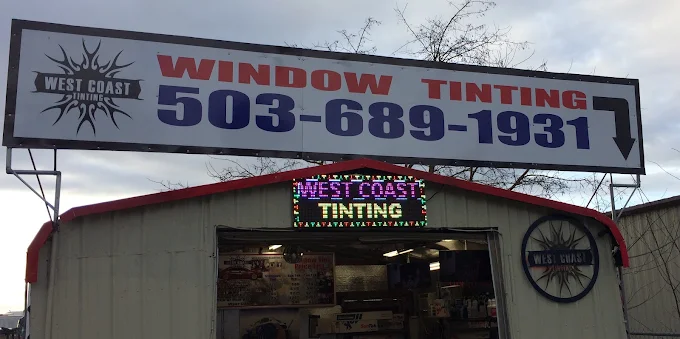 WEST COAST
TINTING
WINDOW TINTING
503-689-1931
WEST COAST
TINTING
WEST COAST